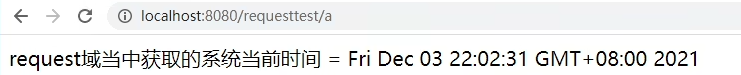 localhost:8080/requesttest/a
request域当中获取的系统当前时间 = Fri Dec 03 22:02:31 GMT+08:00 2021